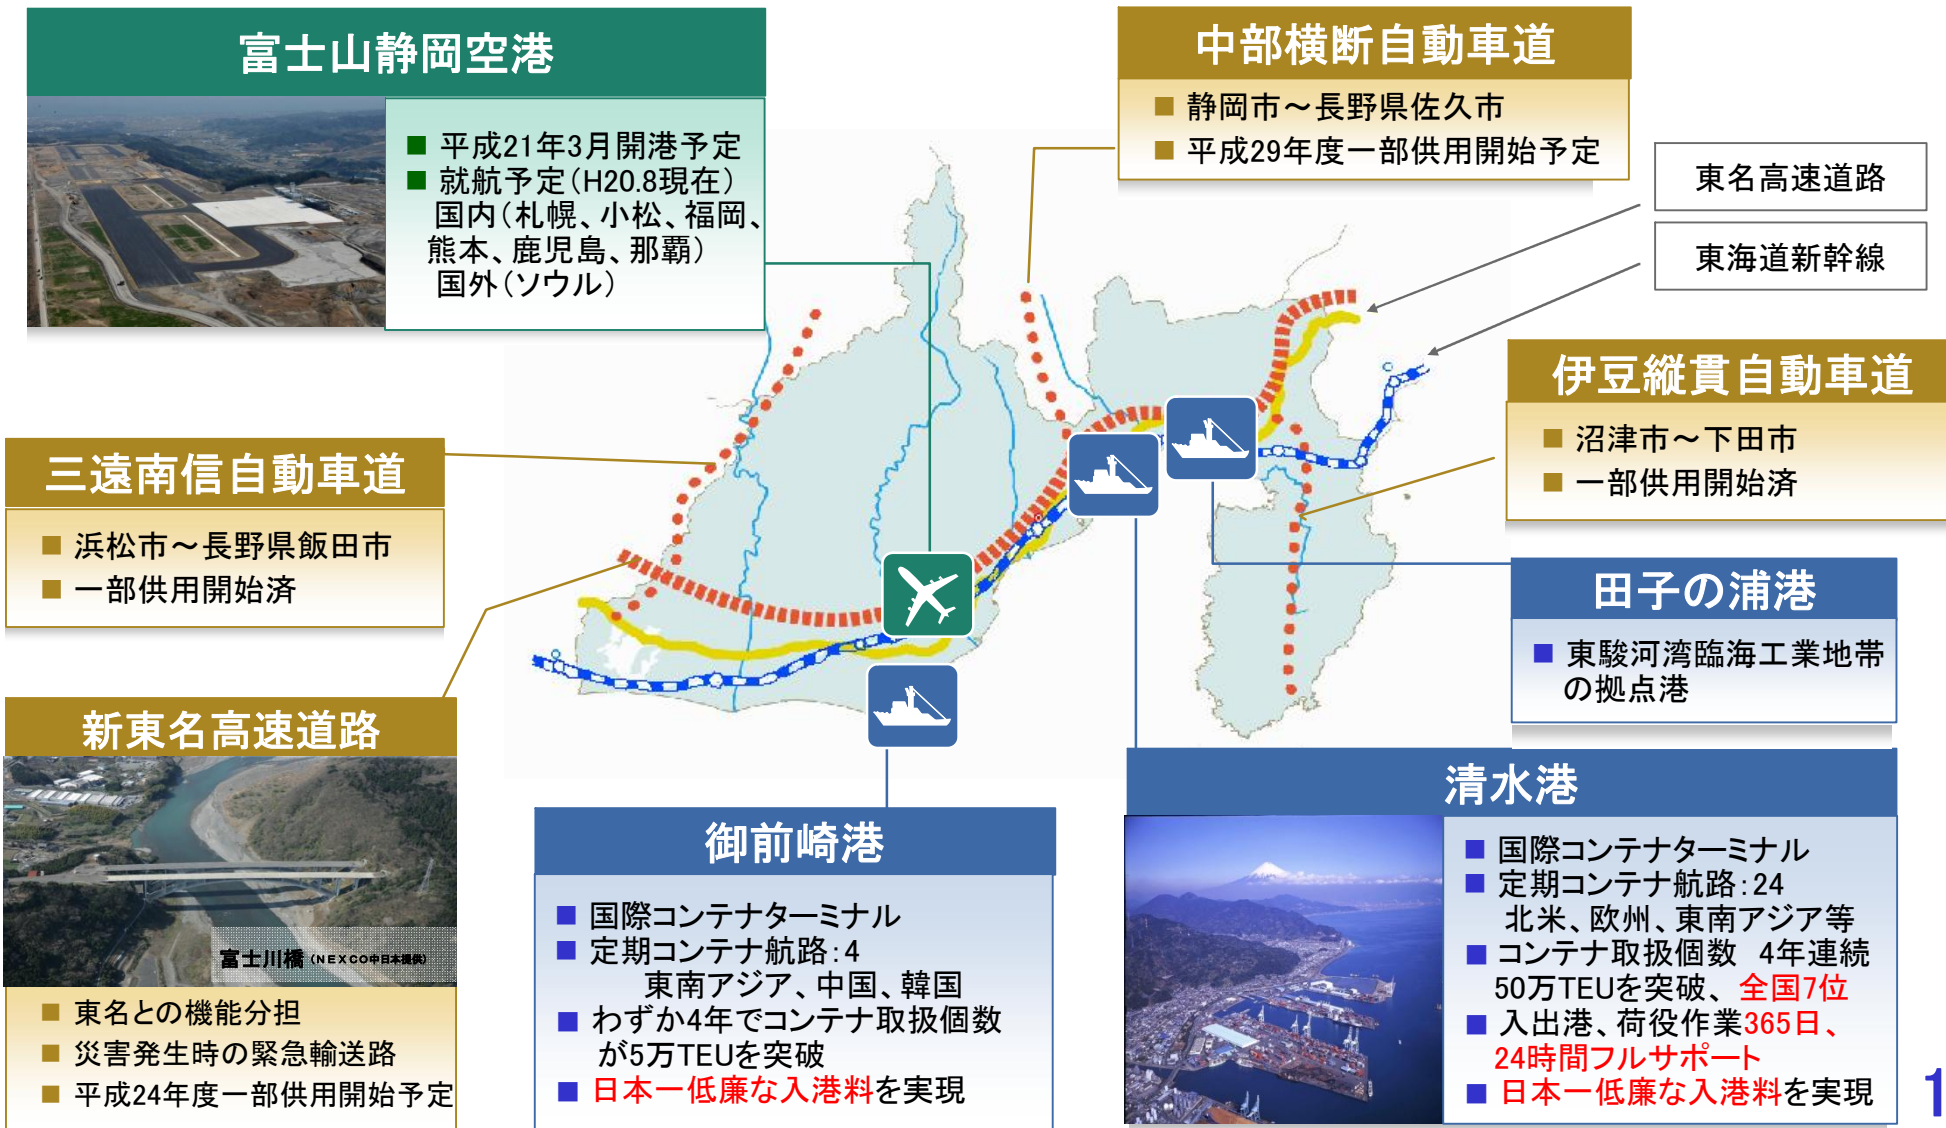 富士山静岡空港
■ 平成21年3月開港予定
■ 就航予定(H20.8現在)
国内(札幌、小松、福岡、
熊本、鹿児島、那覇)
国外(ソウル)
中部横断自動車道
■ 静岡市～長野県佐久市
■ 平成29年度一部供用開始予定
東名高速道路
東海道新幹線
伊豆縦貫自動車道
■ 沼津市～下田市
■ 一部供用開始済
三遠南信自動車道
■ 浜松市～長野県飯田市
■ 一部供用開始済
田子の浦港
■ 東駿河湾臨海工業地帯
の拠点港
新東名高速道路
富士川橋(NEXCO中日本提供)
■ 東名との機能分担
■ 災害発生時の緊急輸送路
■ 平成24年度一部供用開始予定
御前崎港
■ 国際コンテナターミナル
■ 定期コンテナ航路:4
東南アジア、中国、韓国
■ わずか4年でコンテナ取扱個数
が5万TEUを突破
■ 日本一低廉な入港料を実現
清水港
■ 国際コンテナターミナル
■ 定期コンテナ航路:24
北米、欧州、東南アジア等
■ コンテナ取扱個数 4年連続
50万TEUを突破、全国7位
■ 入出港、荷役作業365日、
24時間フルサポート
■ 日本一低廉な入港料を実現
1